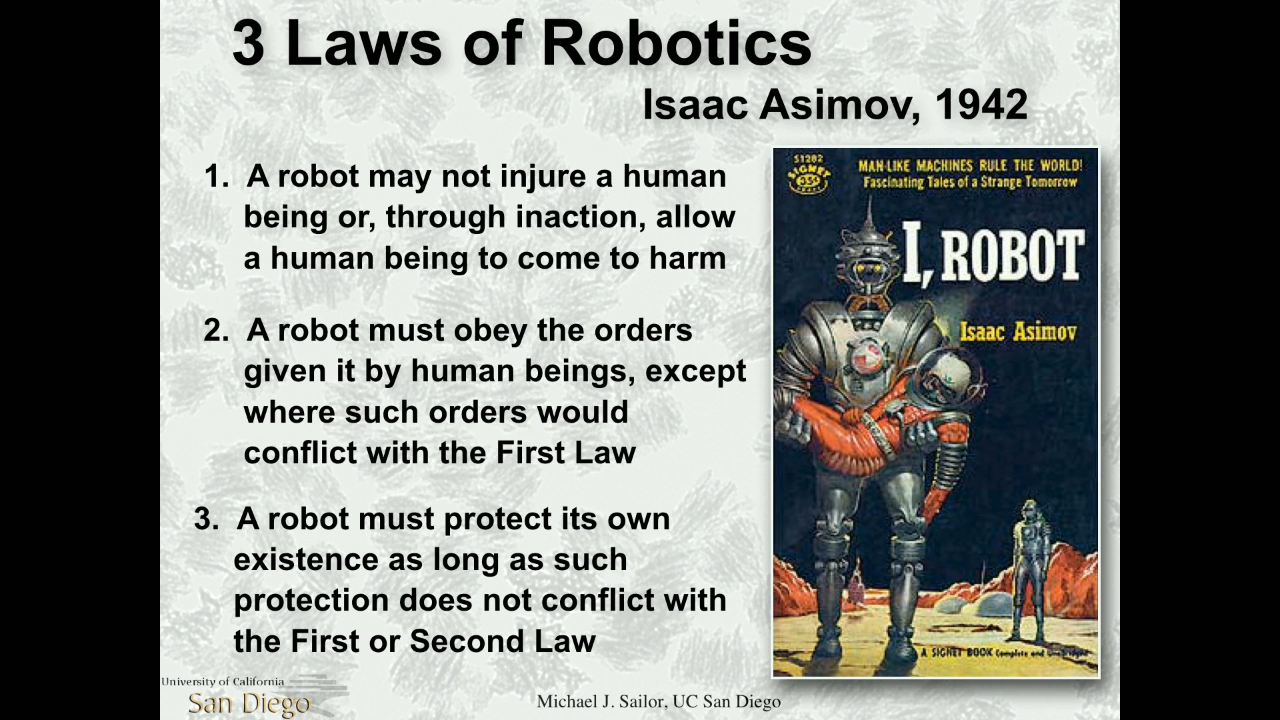 3 Laws of Robotics
Isaac Asimov, 1942
1. A robot may not injure a human
being or, through inaction, allow
a human being to come to harm
2. A robot must obey the orders
given it by human beings, except
where such orders would
conflict with the First Law
3. A robot must protect its own
existence as long as such
protection does not conflict with
the First or Second Law
S1282
SIGNET
35¢
MAN-LIKE MACHINES RULE THE WORLD!
Fascinating Tales of a Strange Tomorrow
I, ROBOT
Isaac Asimov
A SIGNET BOOK Complete and Unabridged
University of California
San Diego
Michael J. Sailor, UC San Diego